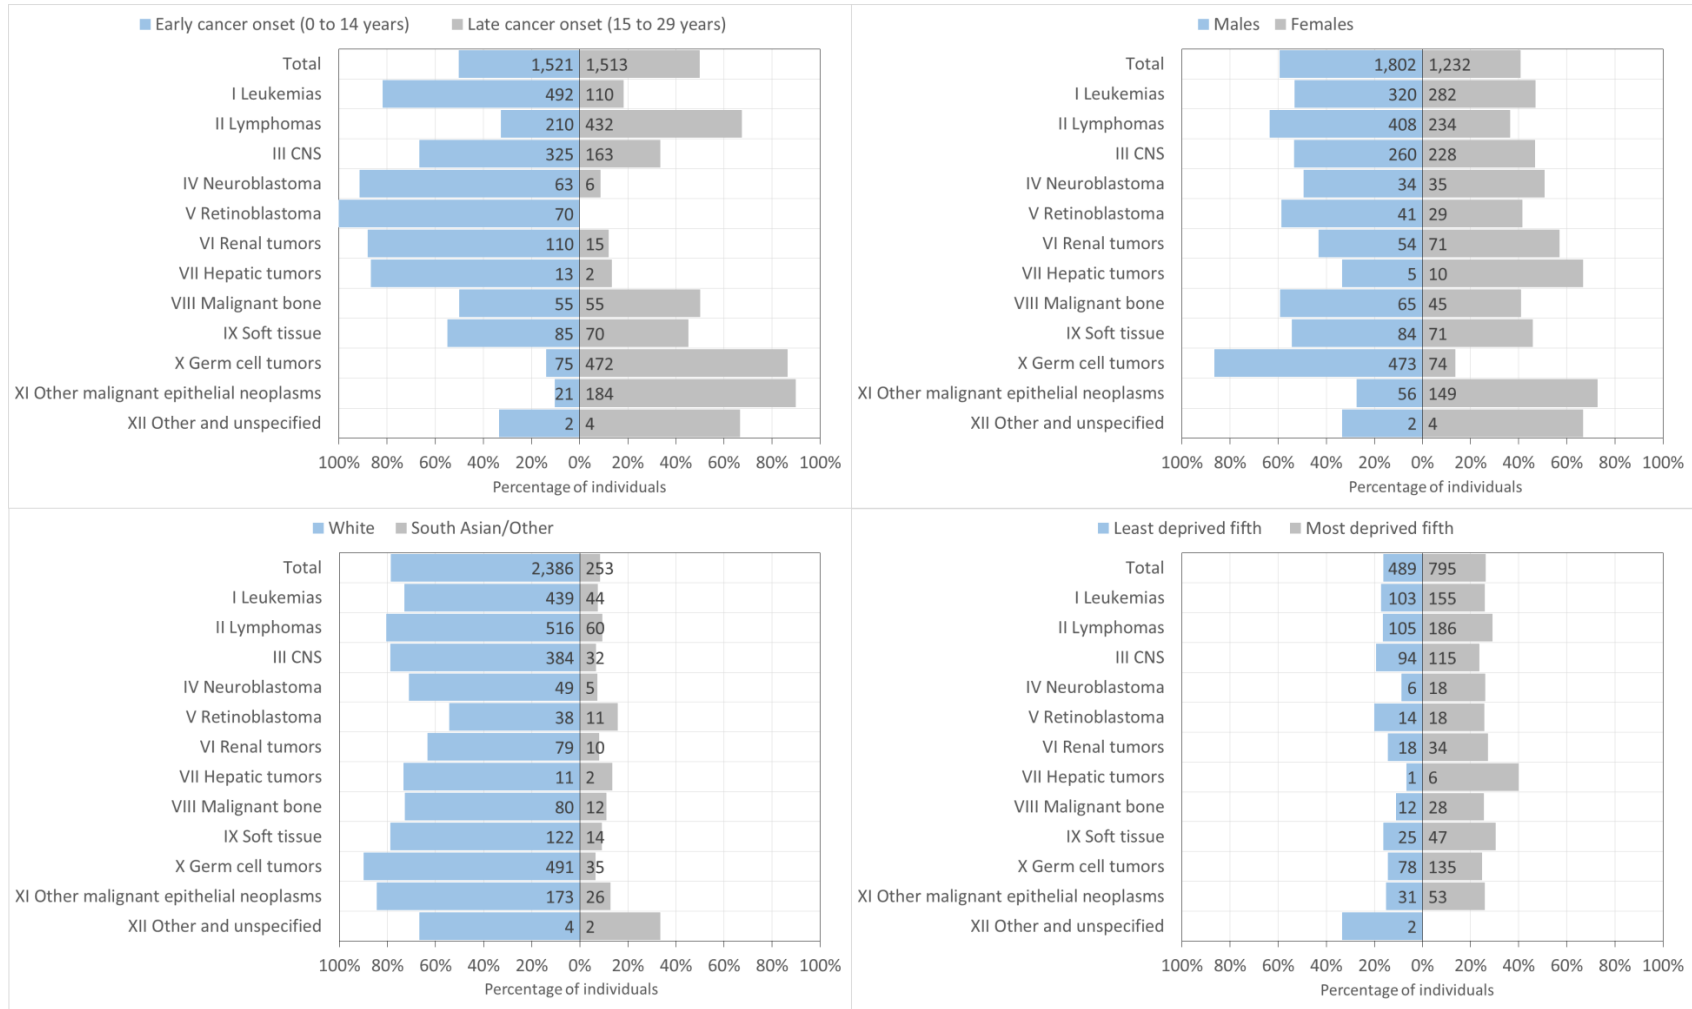 Early cancer onset (0 to 14 years) Late cancer onset (15 to 29 years)
Total 1,521 1,513
I Leukemias 492 110
II Lymphomas 210 432
III CNS 325 163
IV Neuroblastoma 63 6
V Retinoblastoma 70
VI Renal tumors 110 15
VII Hepatic tumors 13 2
VIII Malignant bone 55 55
IX Soft tissue 85 70
X Germ cell tumors 75 472
XI Other malignant epithelial neoplasms 21 184
XII Other and unspecified 2 4
100% 80% 60% 40% 20% 0% 20% 40% 60% 80% 100%
Percentage of individuals
Males Females
Total 1,802 1,232
I Leukemias 320 282
II Lymphomas 408 234
III CNS 260 228
IV Neuroblastoma 34 35
V Retinoblastoma 41 29
VI Renal tumors 54 71
VII Hepatic tumors 5 10
VIII Malignant bone 65 45
IX Soft tissue 84 71
X Germ cell tumors 473 74
XI Other malignant epithelial neoplasms 56 149
XII Other and unspecified 2 4
100% 80% 60% 40% 20% 0% 20% 40% 60% 80% 100%
Percentage of individuals
White South Asian/Other
Total 2,386 253
I Leukemias 439 44
II Lymphomas 516 60
III CNS 384 32
IV Neuroblastoma 49 5
V Retinoblastoma 38 11
VI Renal tumors 79 10
VII Hepatic tumors 11 2
VIII Malignant bone 80 12
IX Soft tissue 122 14
X Germ cell tumors 491 35
XI Other malignant epithelial neoplasms 173 26
XII Other and unspecified 4 2
100% 80% 60% 40% 20% 0% 20% 40% 60% 80% 100%
Percentage of individuals
Least deprived fifth Most deprived fifth
Total 489 795
I Leukemias 103 155
II Lymphomas 105 186
III CNS 94 115
IV Neuroblastoma 6 18
V Retinoblastoma 14 18
VI Renal tumors 18 34
VII Hepatic tumors 1 6
VIII Malignant bone 12 28
IX Soft tissue 25 47
X Germ cell tumors 78 135
XI Other malignant epithelial neoplasms 31 53
XII Other and unspecified 2
100% 80% 60% 40% 20% 0% 20% 40% 60% 80% 100%
Percentage of individuals